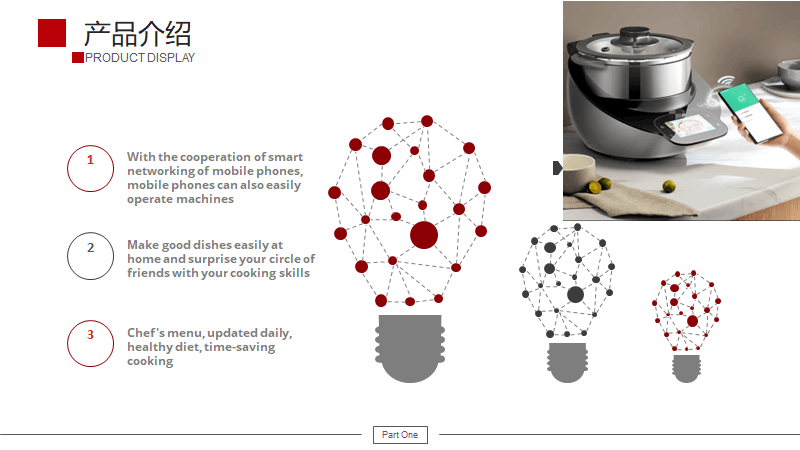 产品介绍
PRODUCT DISPLAY
1
With the cooperation of smart
networking of mobile phones,
mobile phones can also easily
operate machines
2
Make good dishes easily at
home and surprise your circle of
friends with your cooking skills
3
Chef's menu, updated daily,
healthy diet, time-saving
cooking
Part One